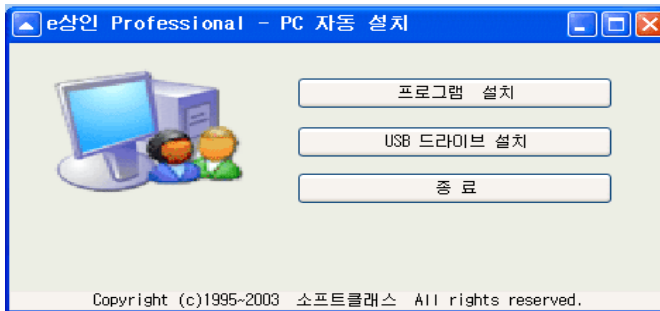 e상인 Professional - PC 자동 설치
프로그램 설치
USB 드라이브 설치
종 료
Copyright (c)1995~2003 소프트클래스 All rights reserved.